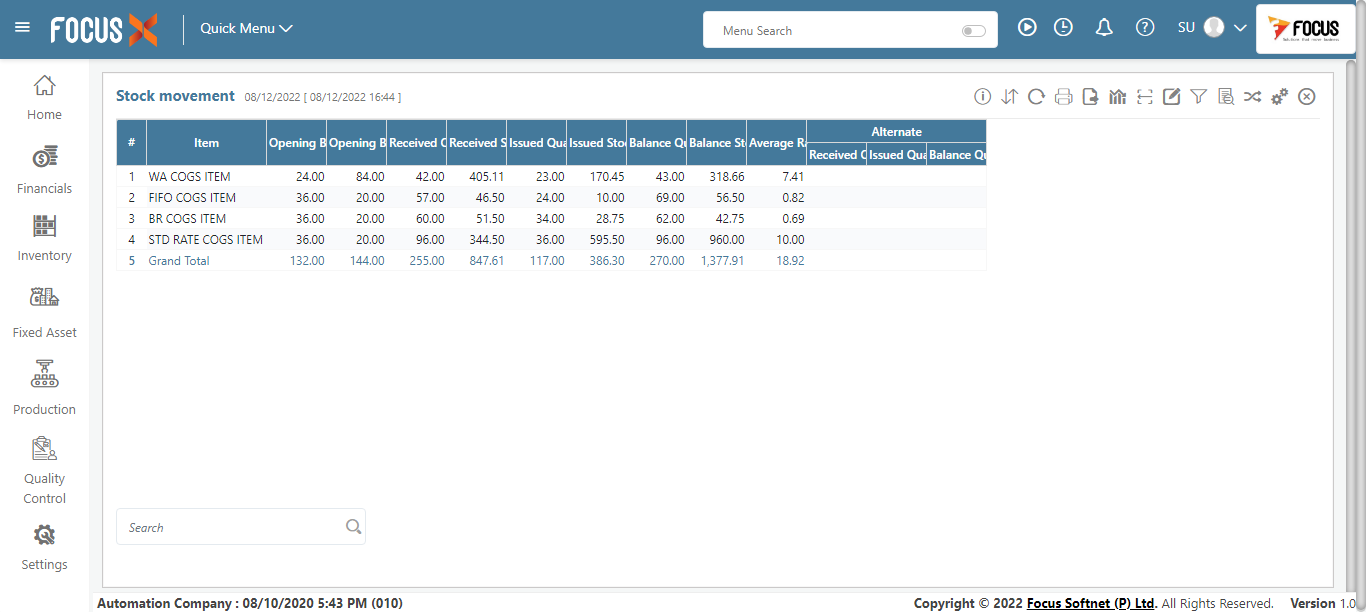 FOCUS X
Quick Menu
Menu Search
SU
FOCUS
Stock movement 08/12/2022 [ 08/12/2022 16:44 ]
Home
Financials
Inventory
Fixed Asset
Production
Quality
Control
Settings
# Item Opening B Opening B Received Q Received S Issued Qua Issued Sto Balance Qu Balance St Average Ra Alternate
Received Q Issued Qua Balance Qu
1 WA COGS ITEM 24.00 84.00 42.00 405.11 23.00 170.45 43.00 318.66 7.41
2 FIFO COGS ITEM 36.00 20.00 57.00 46.50 24.00 10.00 69.00 56.50 0.82
3 BR COGS ITEM 36.00 20.00 60.00 51.50 34.00 28.75 62.00 42.75 0.69
4 STD RATE COGS ITEM 36.00 20.00 96.00 344.50 36.00 595.50 96.00 960.00 10.00
5 Grand Total 132.00 144.00 255.00 847.61 117.00 386.30 270.00 1,377.91 18.92
Search
Automation Company : 08/10/2020 5:43 PM (010)
Copyright © 2022 Focus Softnet (P) Ltd. All Rights Reserved. Version 1.0